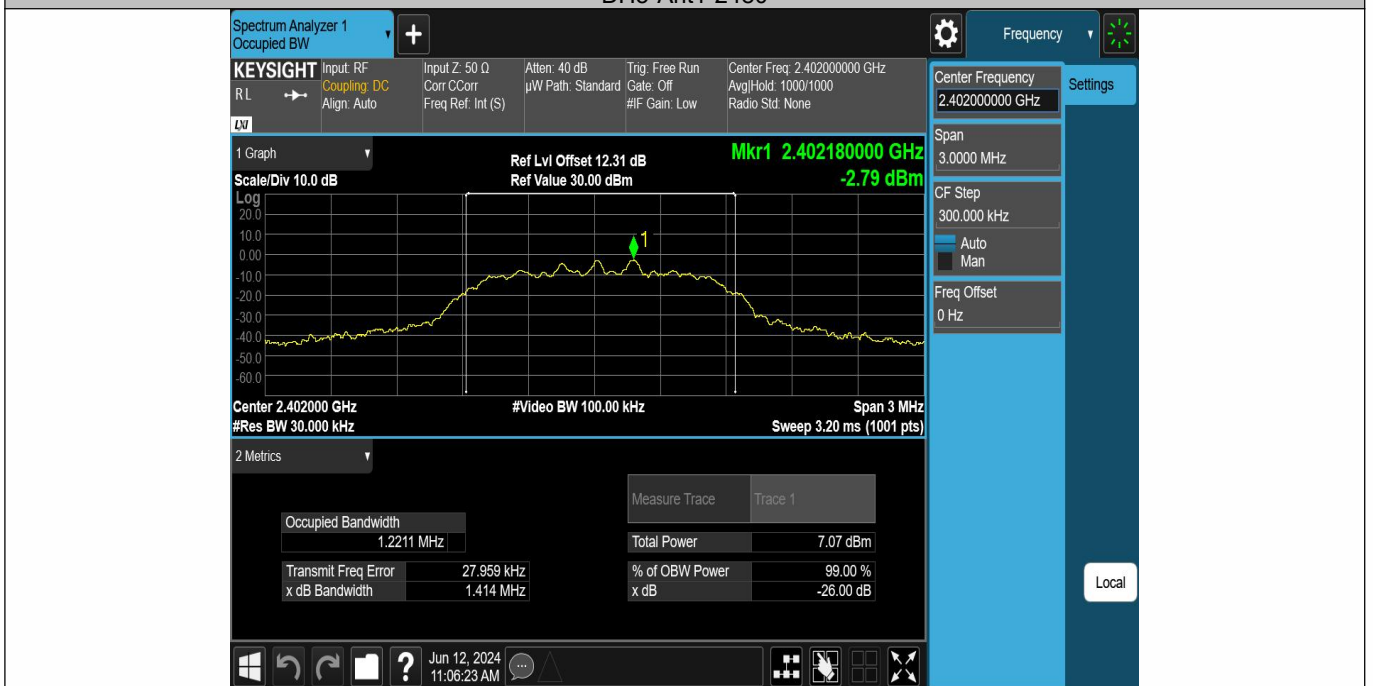 Spectrum Analyzer 1
Occupied BW
+
Frequency
KEYSIGHT
RL
LXI
Input: RF
Coupling: DC
Align: Auto
Input Z: 50 Ω
Corr CCorr
Freq Ref: Int (S)
Atten: 40 dB
µW Path: Standard
Trig: Free Run
Gate: Off
#IF Gain: Low
Center Freq: 2.402000000 GHz
Avg|Hold: 1000/1000
Radio Std: None
Center Frequency
2.402000000 GHz
Settings
Span
3.0000 MHz
CF Step
300.000 kHz
Auto
Man
Freq Offset
0 Hz
Local
1 Graph
Scale/Div 10.0 dB
Ref Lvl Offset 12.31 dB
Ref Value 30.00 dBm
Mkr1 2.402180000 GHz
-2.79 dBm
Log
20.0
10.0
0.00
-10.0
-20.0
-30.0
-40.0
-50.0
-60.0
1
Center 2.402000 GHz
#Video BW 100.00 kHz
Span 3 MHz
#Res BW 30.000 kHz
Sweep 3.20 ms (1001 pts)
2 Metrics
Measure Trace
Trace 1
Occupied Bandwidth
1.2211 MHz
Total Power
7.07 dBm
Transmit Freq Error
27.959 kHz
% of OBW Power
99.00 %
x dB Bandwidth
1.414 MHz
x dB
-26.00 dB
?
Jun 12, 2024
11:06:23 AM